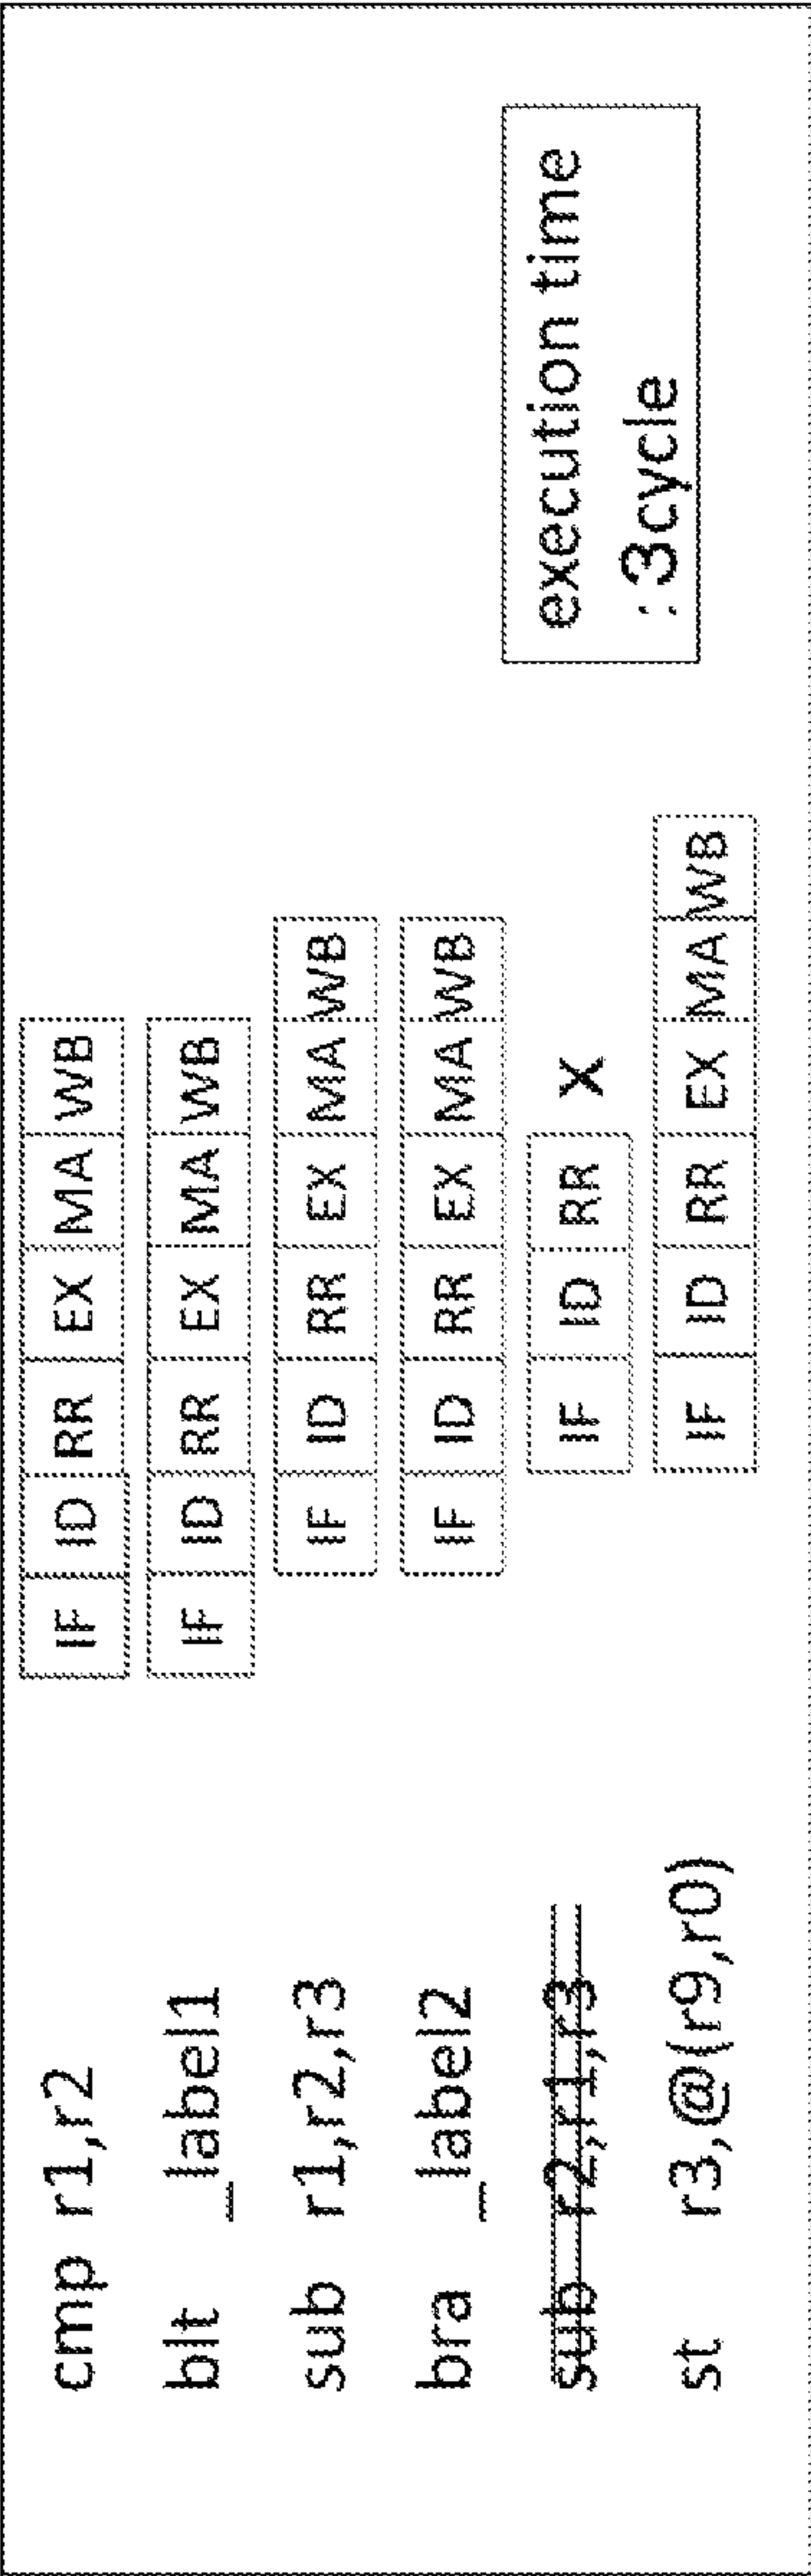 cmp r1,r2 IF ID RR EX MA WB
blt _label1 IF ID RR EX MA WB
sub r1,r2,r3 IF ID RR EX MA WB
bra _label2 IF ID RR EX MA WB
sub r2,r1,r3 IF ID RR X
st r3,@(r9,r0) IF ID RR EX MA WB
execution time
: 3cycle